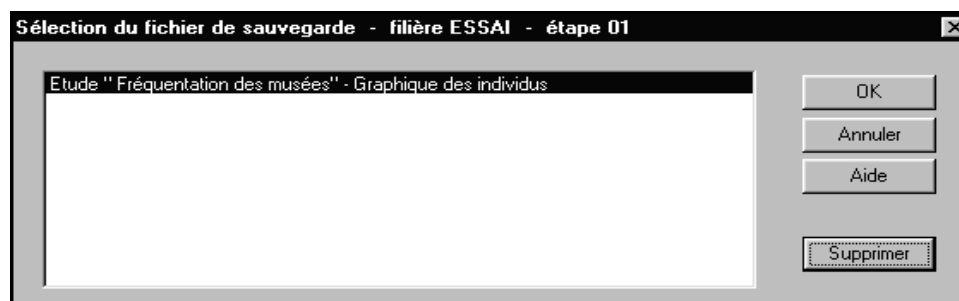 Sélection du fichier de sauvegarde - filière ESSAI - étape 01
Etude "Fréquentation des musées" - Graphique des individus
OK
Annuler
Aide
Supprimer